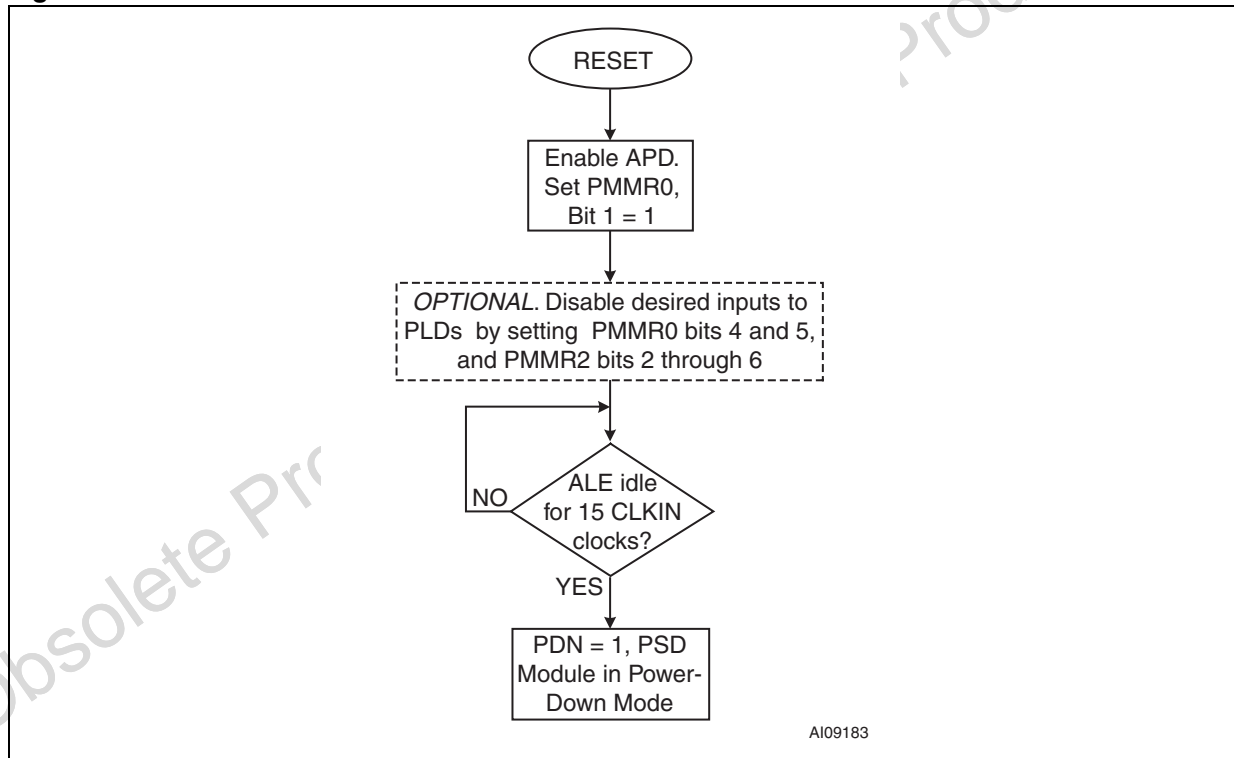 RESET
Enable APD.
Set PMMR0,
Bit 1 = 1
OPTIONAL. Disable desired inputs to
PLDs by setting PMMR0 bits 4 and 5,
and PMMR2 bits 2 through 6
NO
ALE idle
for 15 CLKIN
clocks?
YES
PDN = 1, PSD
Module in Power-
Down Mode
AI09183